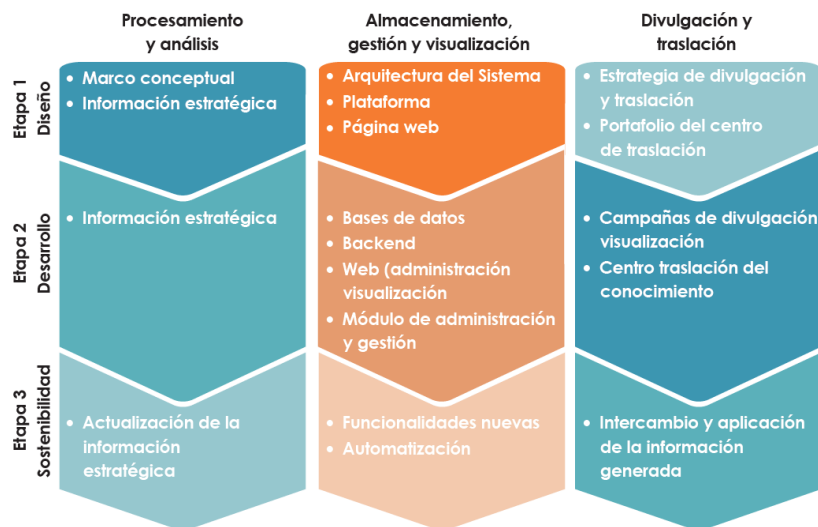 Procesamiento
y análisis
Almacenamiento,
gestión y visualización
Divulgación y
traslación
Etapa 1
Diseño
• Marco conceptual
• Información estratégica
• Arquitectura del Sistema
• Plataforma
• Página web
• Estrategia de divulgación
y traslación
• Portafolio del centro
de traslación
Etapa 2
Desarrollo
• Información estratégica
• Bases de datos
• Backend
• Web (administración
visualización
• Módulo de administración
y gestión
• Campañas de divulgación
visualización
• Centro traslación del
conocimiento
Etapa 3
Sostenibilidad
• Actualización de la
información
estratégica
• Funcionalidades nuevas
• Automatización
• Intercambio y aplicación
de la información
generada